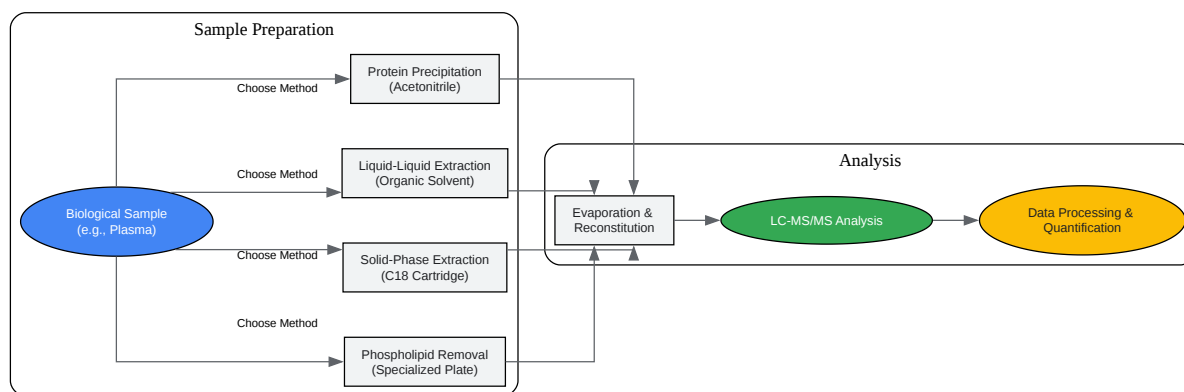 Sample Preparation
Protein Precipitation
(Acetonitrile)
Choose Method
Liquid-Liquid Extraction
(Organic Solvent)
Choose Method
Biological Sample
(e.g., Plasma)
Choose Method
Solid-Phase Extraction
(C18 Cartridge)
Choose Method
Phospholipid Removal
(Specialized Plate)
Analysis
Evaporation &
Reconstitution
LC-MS/MS Analysis
Data Processing &
Quantification